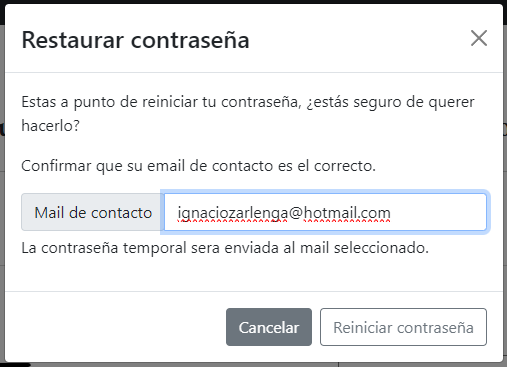 Restaurar contraseña
Estas a punto de reiniciar tu contraseña, ¿estás seguro de querer
hacerlo?
Confirmar que su email de contacto es el correcto.
Mail de contacto ignaciozarlenga@hotmail.com
La contraseña temporal sera enviada al mail seleccionado.
Cancelar Reiniciar contraseña